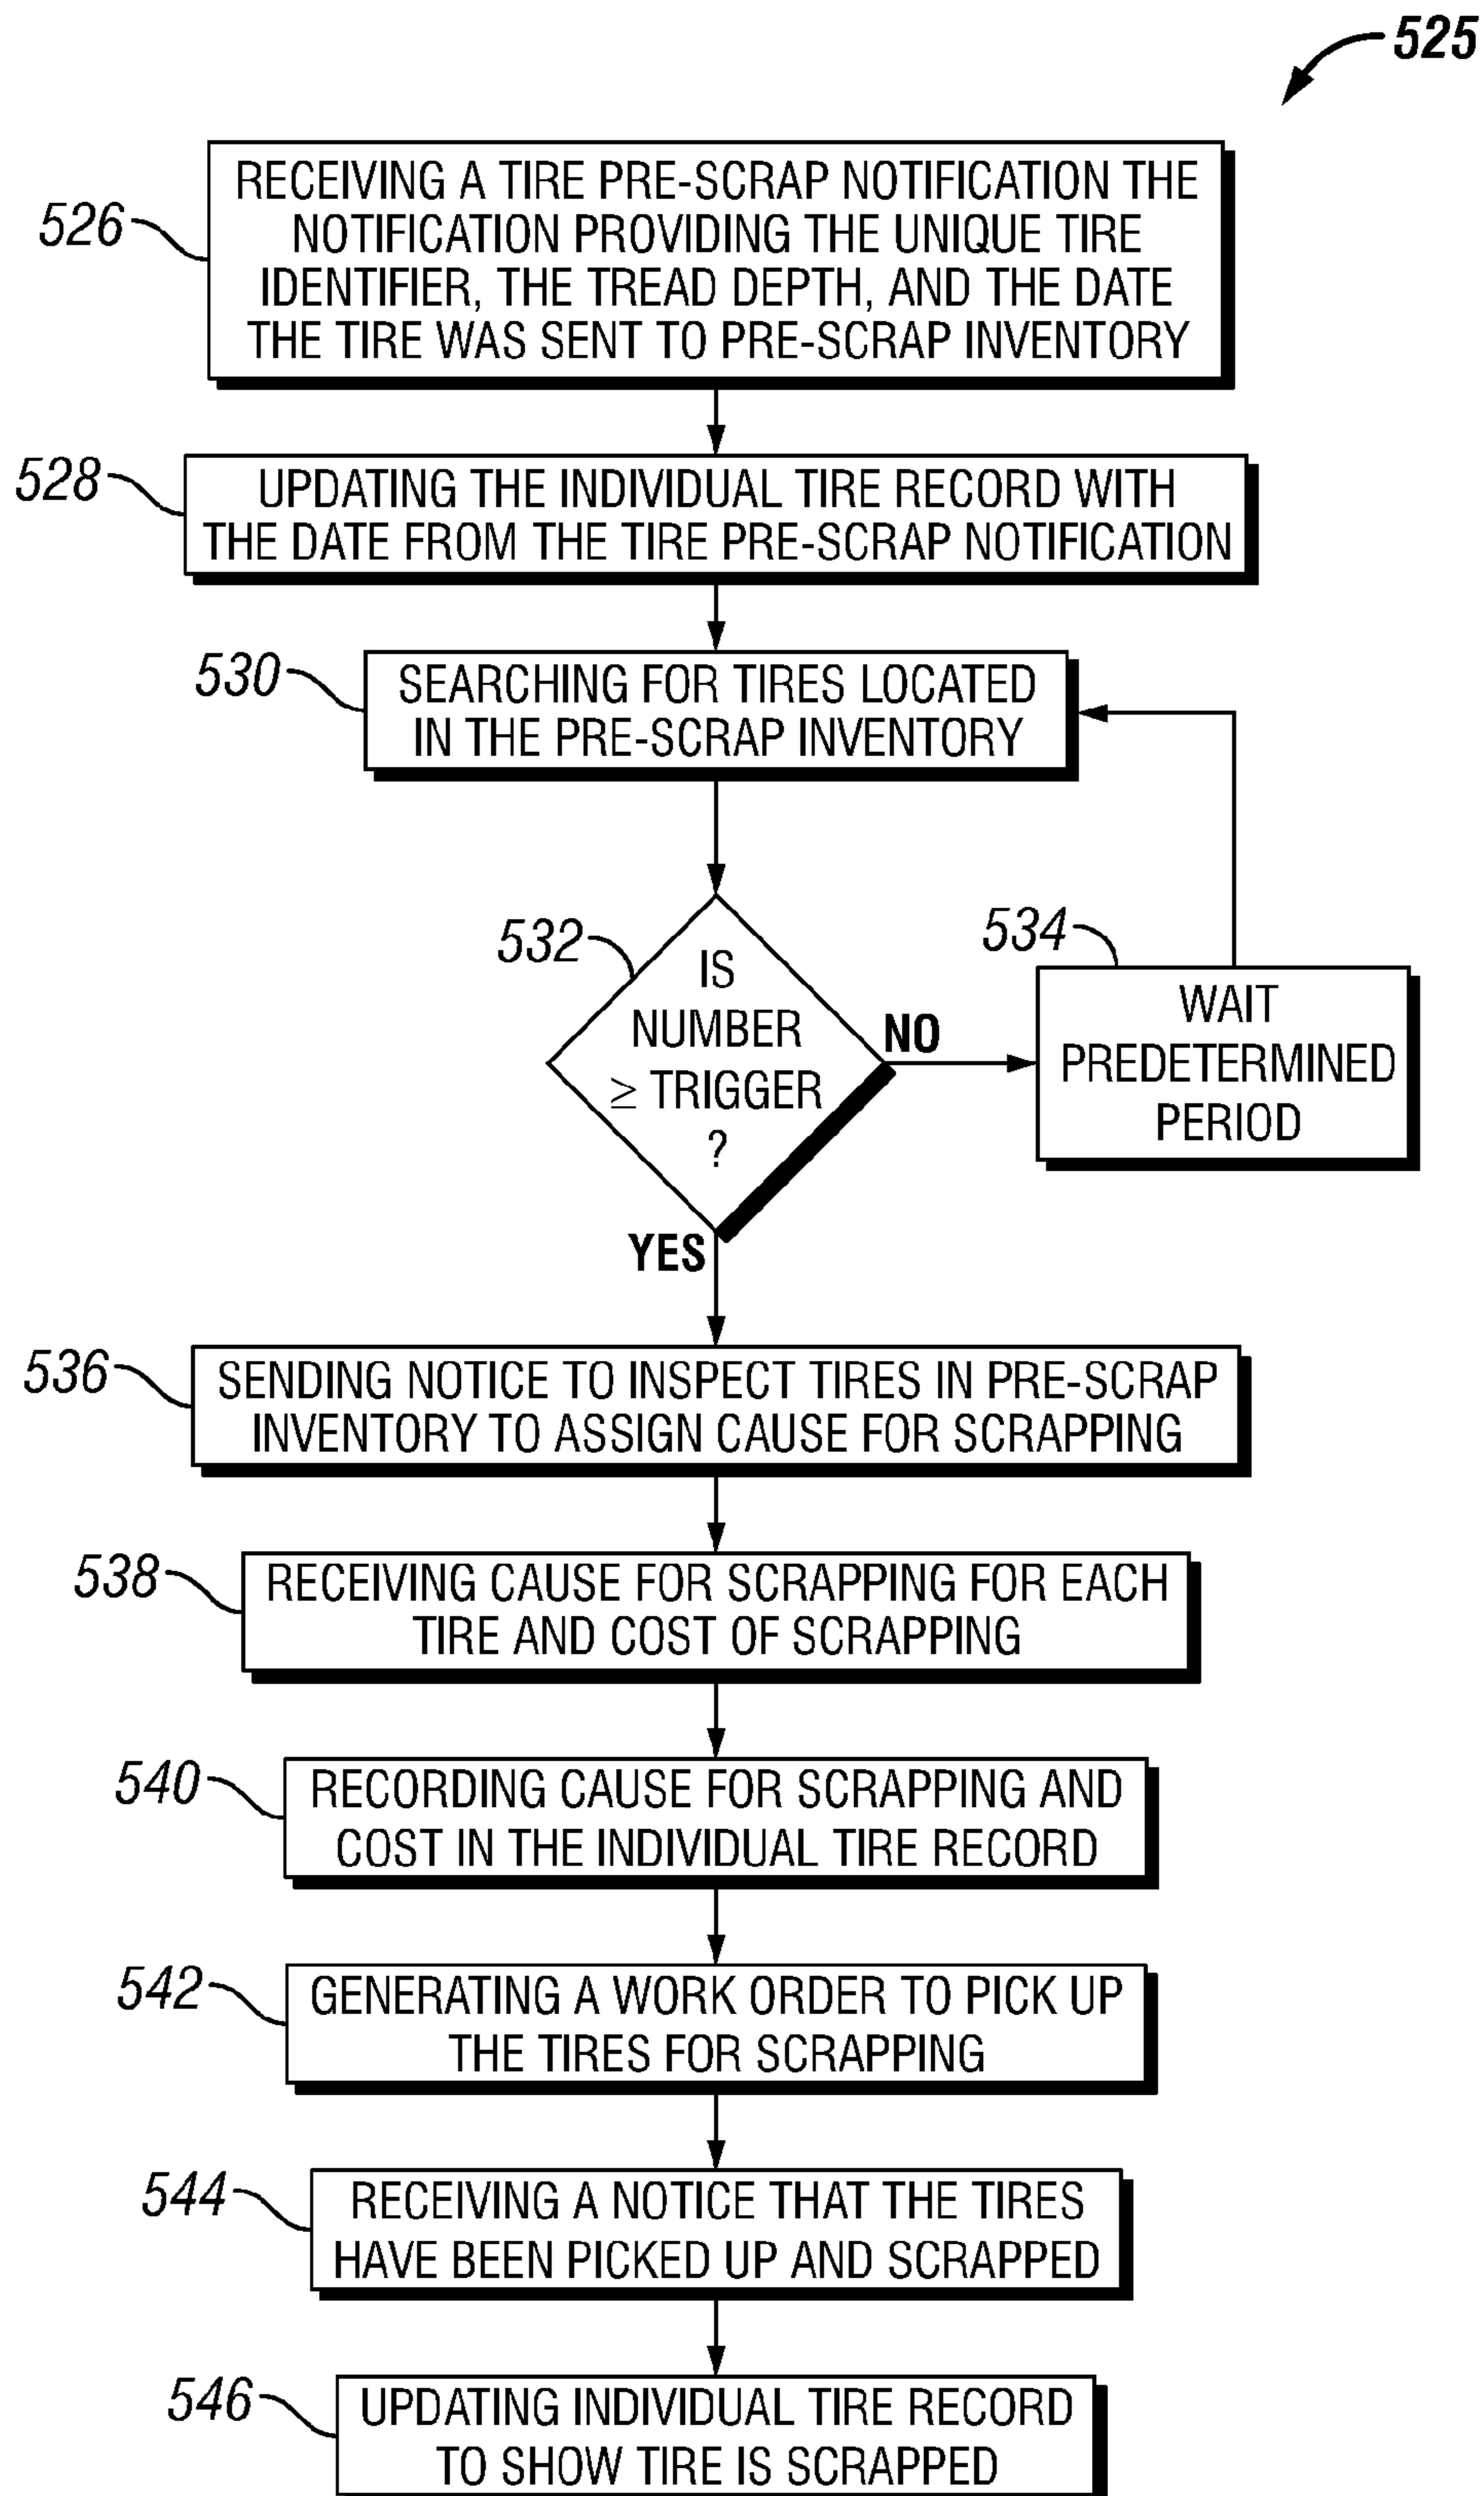 525
526
RECEIVING A TIRE PRE-SCRAP NOTIFICATION THE
NOTIFICATION PROVIDING THE UNIQUE TIRE
IDENTIFIER, THE TREAD DEPTH, AND THE DATE
THE TIRE WAS SENT TO PRE-SCRAP INVENTORY
528
UPDATING THE INDIVIDUAL TIRE RECORD WITH
THE DATE FROM THE TIRE PRE-SCRAP NOTIFICATION
530
SEARCHING FOR TIRES LOCATED
IN THE PRE-SCRAP INVENTORY
532
IS
NUMBER
≥ TRIGGER
?
NO
534
WAIT
PREDETERMINED
PERIOD
YES
536
SENDING NOTICE TO INSPECT TIRES IN PRE-SCRAP
INVENTORY TO ASSIGN CAUSE FOR SCRAPPING
538
RECEIVING CAUSE FOR SCRAPPING FOR EACH
TIRE AND COST OF SCRAPPING
540
RECORDING CAUSE FOR SCRAPPING AND
COST IN THE INDIVIDUAL TIRE RECORD
542
GENERATING A WORK ORDER TO PICK UP
THE TIRES FOR SCRAPPING
544
RECEIVING A NOTICE THAT THE TIRES
HAVE BEEN PICKED UP AND SCRAPPED
546
UPDATING INDIVIDUAL TIRE RECORD
TO SHOW TIRE IS SCRAPPED